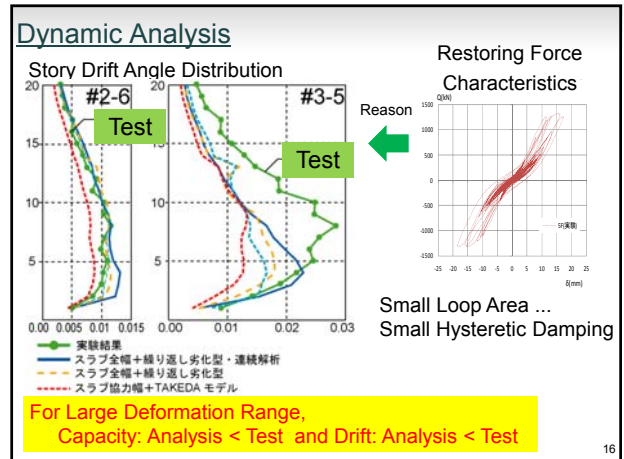 Dynamic Analysis
Story Drift Angle Distribution
Restoring Force
Characteristics
Reason
20
#2-6
Test
15
10
5
0.00 0.005 0.010 0.015
20
#3-5
Test
15
10
5
0.00 0.01 0.02 0.03
Q(kN)
1500
1000
500
0
-500
-1000
-1500
-25 -20 -15 -10 -5 0 5 10 15 20 25
δ(mm)
5F(実験)
実験結果
スラブ全幅+繰り返し劣化型・連続解析
スラブ全幅+繰り返し劣化型
スラブ協力幅+TAKEDA モデル
Small Loop Area ...
Small Hysteretic Damping
For Large Deformation Range,
Capacity: Analysis < Test and Drift: Analysis < Test
16